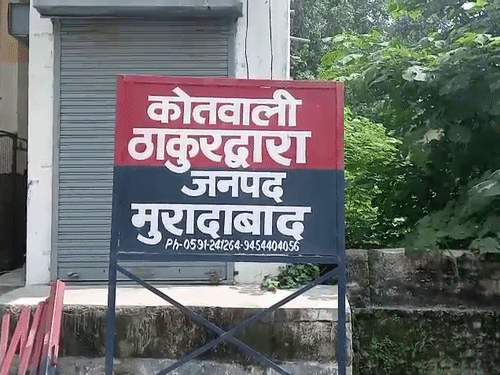 कोतवाली
ठाकुरद्वारा
जनपद
मुरादाबाद
Ph-0591-241264-9454404056